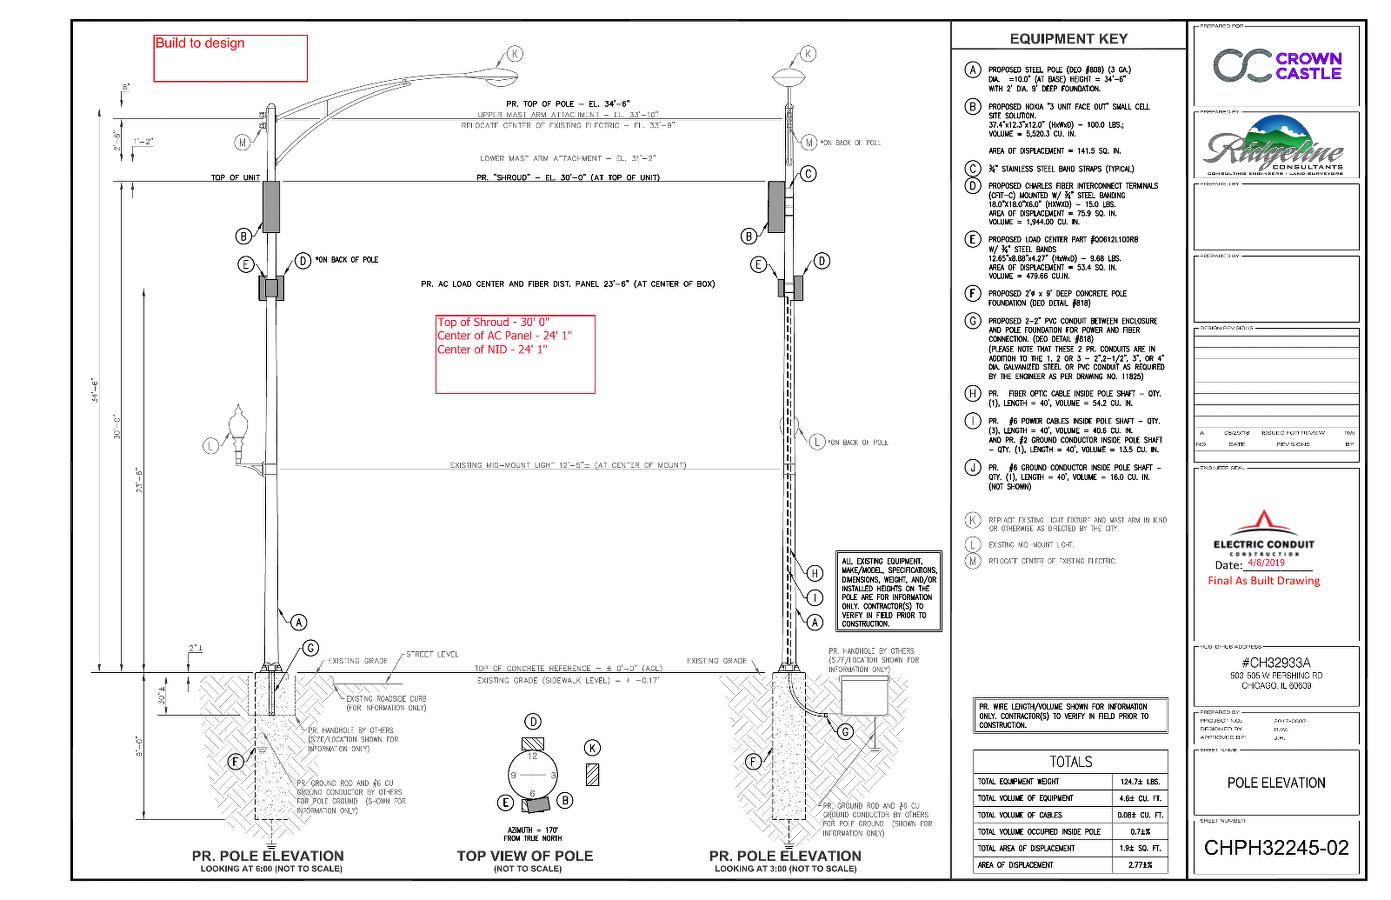 Build to design
K
K
6"
PR. TOP OF POLE - EL. 34'-6"
UPPER MAST ARM ATTACHMENT - EL. 33'-10"
RELOCATE CENTER OF EXISTING ELECTRIC - EL. 33'-9"
M
M
*ON BACK OF POLE
2'-6"
1'-2"
LOWER MAST ARM ATTACHMENT - EL. 31'-2"
C
TOP OF UNIT
PR. "SHROUD" - EL. 30'-0" (AT TOP OF UNIT)
B
B
E
D
*ON BACK OF POLE
E
D
PR. AC LOAD CENTER AND FIBER DIST. PANEL 23'-6" (AT CENTER OF BOX)
Top of Shroud - 30' 0"
Center of AC Panel - 24' 1"
Center of NID - 24' 1"
34'-6"
30'-0"
23'-6"
L
L
*ON BACK OF POLE
EXISTING MID-MOUNT LIGHT 12'-5"± (AT CENTER OF MOUNT)
ALL EXISTING EQUIPMENT,
MAKE/MODEL, SPECIFICATIONS,
DIMENSIONS, WEIGHT, AND/OR
INSTALLED HEIGHTS ON THE
POLE ARE FOR INFORMATION
ONLY. CONTRACTOR(S) TO
VERIFY IN FIELD PRIOR TO
CONSTRUCTION.
H
I
A
A
G
2"±
EXISTING GRADE
STREET LEVEL
TOP OF CONCRETE REFERENCE - ± 0'-0" (AGL)
EXISTING GRADE (SIDEWALK LEVEL) = ± -0.17'
EXISTING GRADE
PR. HANDHOLE BY OTHERS
(SIZE/LOCATION SHOWN FOR
INFORMATION ONLY)
30"±
EXISTING ROADSIDE CURB
(FOR INFORMATION ONLY)
PR. HANDHOLE BY OTHERS
(SIZE/LOCATION SHOWN FOR
INFORMATION ONLY)
G
9'-0"
F
F
PR. GROUND ROD AND #6 CU
GROUND CONDUCTOR BY OTHERS
FOR POLE GROUND (SHOWN FOR
INFORMATION ONLY)
D
K
12
9
3
6
E
B
AZIMUTH = 170°
FROM TRUE NORTH
PR. GROUND ROD AND #6 CU
GROUND CONDUCTOR BY OTHERS
FOR POLE GROUND (SHOWN FOR
INFORMATION ONLY)
PR. POLE ELEVATION
LOOKING AT 6:00 (NOT TO SCALE)
TOP VIEW OF POLE
(NOT TO SCALE)
PR. POLE ELEVATION
LOOKING AT 3:00 (NOT TO SCALE)
EQUIPMENT KEY
A PROPOSED STEEL POLE (DEO #808) (3 GA.)
DIA. =10.0" (AT BASE) HEIGHT = 34'-6"
WITH 2' DIA. 9' DEEP FOUNDATION.
B PROPOSED NOKIA "3 UNIT FACE OUT" SMALL CELL
SITE SOLUTION.
37.4"x12.3"x12.0" (HxWxD) - 100.0 LBS.;
VOLUME = 5,520.3 CU. IN.
AREA OF DISPLACEMENT = 141.5 SQ. IN.
C ¾" STAINLESS STEEL BAND STRAPS (TYPICAL)
D PROPOSED CHARLES FIBER INTERCONNECT TERMINALS
(CFIT-C) MOUNTED W/ ¾" STEEL BANDING
18.0"X18.0"X6.0" (HXWXD) - 15.0 LBS.
AREA OF DISPLACEMENT = 75.9 SQ. IN.
VOLUME = 1,944.00 CU. IN.
E PROPOSED LOAD CENTER PART #QO612L100RB
W/ ¾" STEEL BANDS
12.65"x8.88"x4.27" (HxWxD) - 9.68 LBS.
AREA OF DISPLACEMENT = 53.4 SQ. IN.
VOLUME = 479.66 CU.IN.
F PROPOSED 2'ø x 9' DEEP CONCRETE POLE
FOUNDATION (DEO DETAIL #818)
G PROPOSED 2-2" PVC CONDUIT BETWEEN ENCLOSURE
AND POLE FOUNDATION FOR POWER AND FIBER
CONNECTION. (DEO DETAIL #818)
(PLEASE NOTE THAT THESE 2 PR. CONDUITS ARE IN
ADDITION TO THE 1, 2 OR 3 - 2",2-1/2", 3", OR 4"
DIA. GALVANIZED STEEL OR PVC CONDUIT AS REQUIRED
BY THE ENGINEER AS PER DRAWING NO. 11825)
H PR. FIBER OPTIC CABLE INSIDE POLE SHAFT - QTY.
(1), LENGTH = 40', VOLUME = 54.2 CU. IN.
I PR. #6 POWER CABLES INSIDE POLE SHAFT - QTY.
(3), LENGTH = 40', VOLUME = 40.6 CU. IN.
AND PR. #2 GROUND CONDUCTOR INSIDE POLE SHAFT
- QTY. (1), LENGTH = 40', VOLUME = 13.5 CU. IN.
J PR. #6 GROUND CONDUCTOR INSIDE POLE SHAFT -
QTY. (1), LENGTH = 40', VOLUME = 16.0 CU. IN.
(NOT SHOWN)
K REPLACE EXISTING LIGHT FIXTURE AND MAST ARM IN KIND
OR OTHERWISE AS DIRECTED BY THE CITY.
L EXISTING MID-MOUNT LIGHT.
M RELOCATE CENTER OF EXISTING ELECTRIC.
PR. WIRE LENGTH/VOLUME SHOWN FOR INFORMATION
ONLY. CONTRACTOR(S) TO VERIFY IN FIELD PRIOR TO
CONSTRUCTION.
TOTALS
TOTAL EQUIPMENT WEIGHT 124.7± LBS.
TOTAL VOLUME OF EQUIPMENT 4.6± CU. FT.
TOTAL VOLUME OF CABLES 0.08± CU. FT.
TOTAL VOLUME OCCUPIED INSIDE POLE 0.7±%
TOTAL AREA OF DISPLACEMENT 1.9± SQ. FT.
AREA OF DISPLACEMENT 2.77±%
PREPARED FOR
CROWN
CASTLE
PREPARED BY
Ridgeline
CONSULTANTS
CONSULTING ENGINEERS • LAND SURVEYORS
PREPARED BY
PREPARED BY
DESIGN REVISIONS
A ISSUED FOR REVIEW
NO DATE REVISIONS BY
ENGINEER SEAL
ELECTRIC CONDUIT
CONSTRUCTION
Date: 4/8/2019
Final As Built Drawing
#CH32933A
503-505 W PERSHING RD
CHICAGO, IL 60609
PREPARED BY
PROJECT NO:
DESIGNED BY
APPROVED BY:
SHEET NAME
POLE ELEVATION
SHEET NUMBER
CHPH32245-02